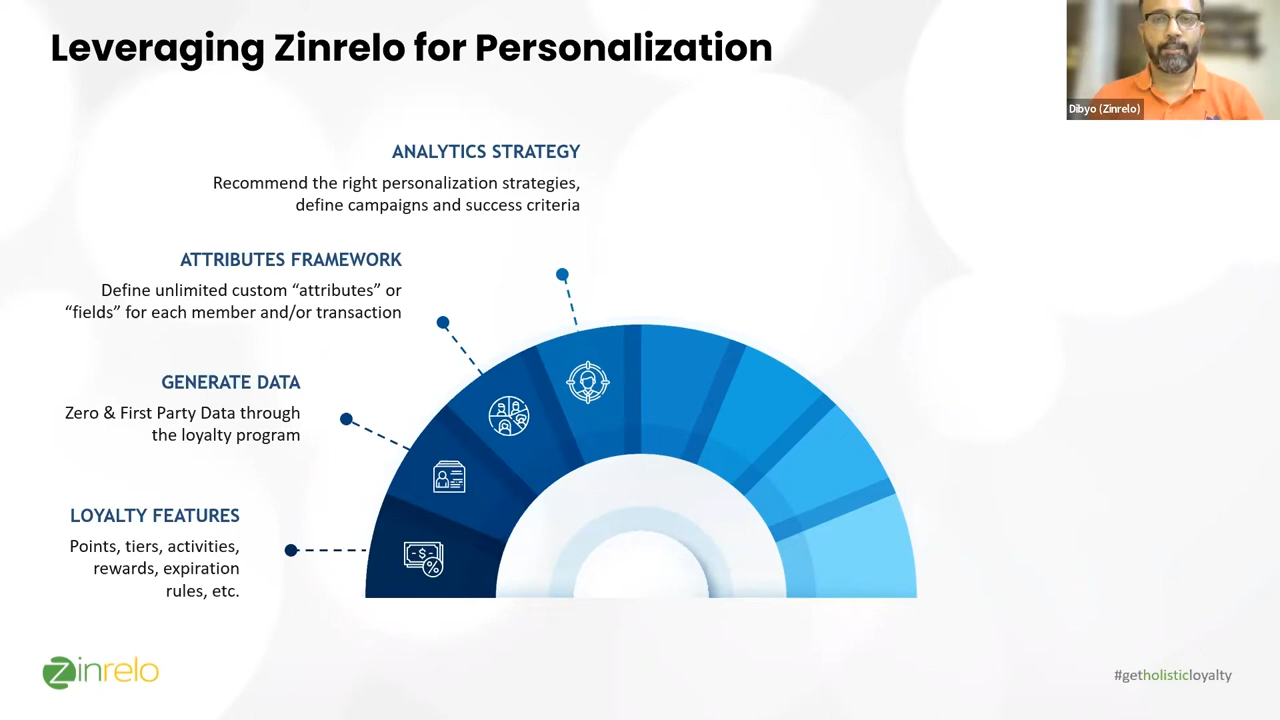 Leveraging Zinrelo for Personalization
Dibyo (Zinrelo)
ANALYTICS STRATEGY
Recommend the right personalization strategies,
define campaigns and success criteria
ATTRIBUTES FRAMEWORK
Define unlimited custom “attributes” or
“fields” for each member and/or transaction
GENERATE DATA
Zero & First Party Data through
the loyalty program
LOYALTY FEATURES
Points, tiers, activities,
rewards, expiration
rules, etc.
-$-
%
zinrelo
#getholisticloyalty